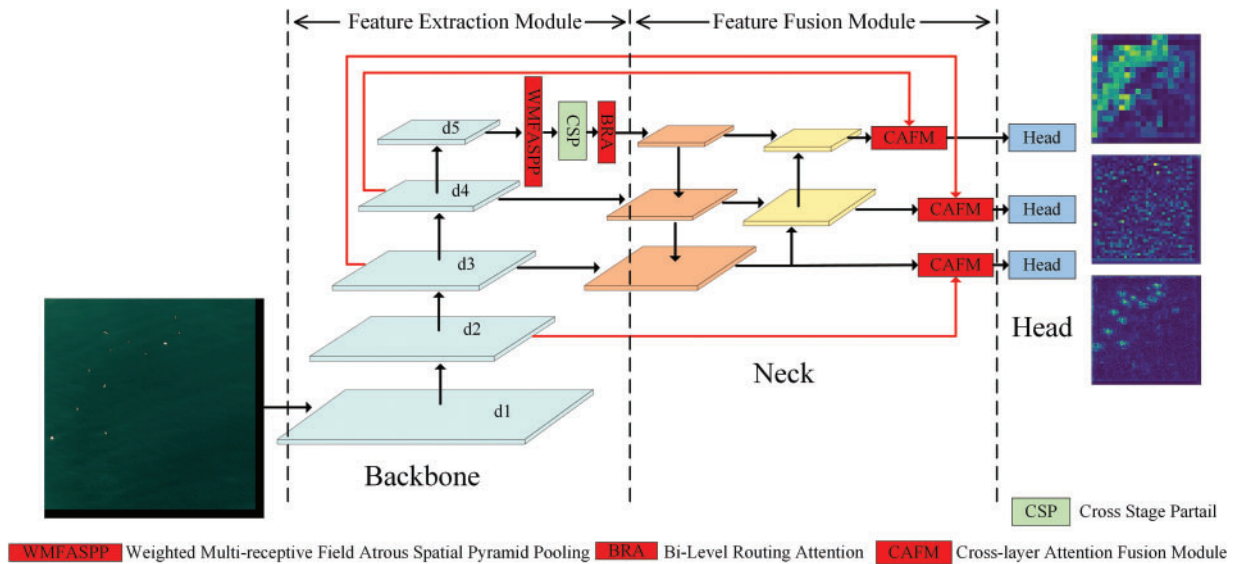 Feature Extraction Module
Feature Fusion Module
d5
WMFASPP
CSP
BRA
CAFM
Head
d4
CAFM
Head
d3
CAFM
Head
d2
Head
Neck
d1
Backbone
CSP Cross Stage Partail
WMFASPP Weighted Multi-receptive Field Atrous Spatial Pyramid Pooling BRA Bi-Level Routing Attention CAFM Cross-layer Attention Fusion Module